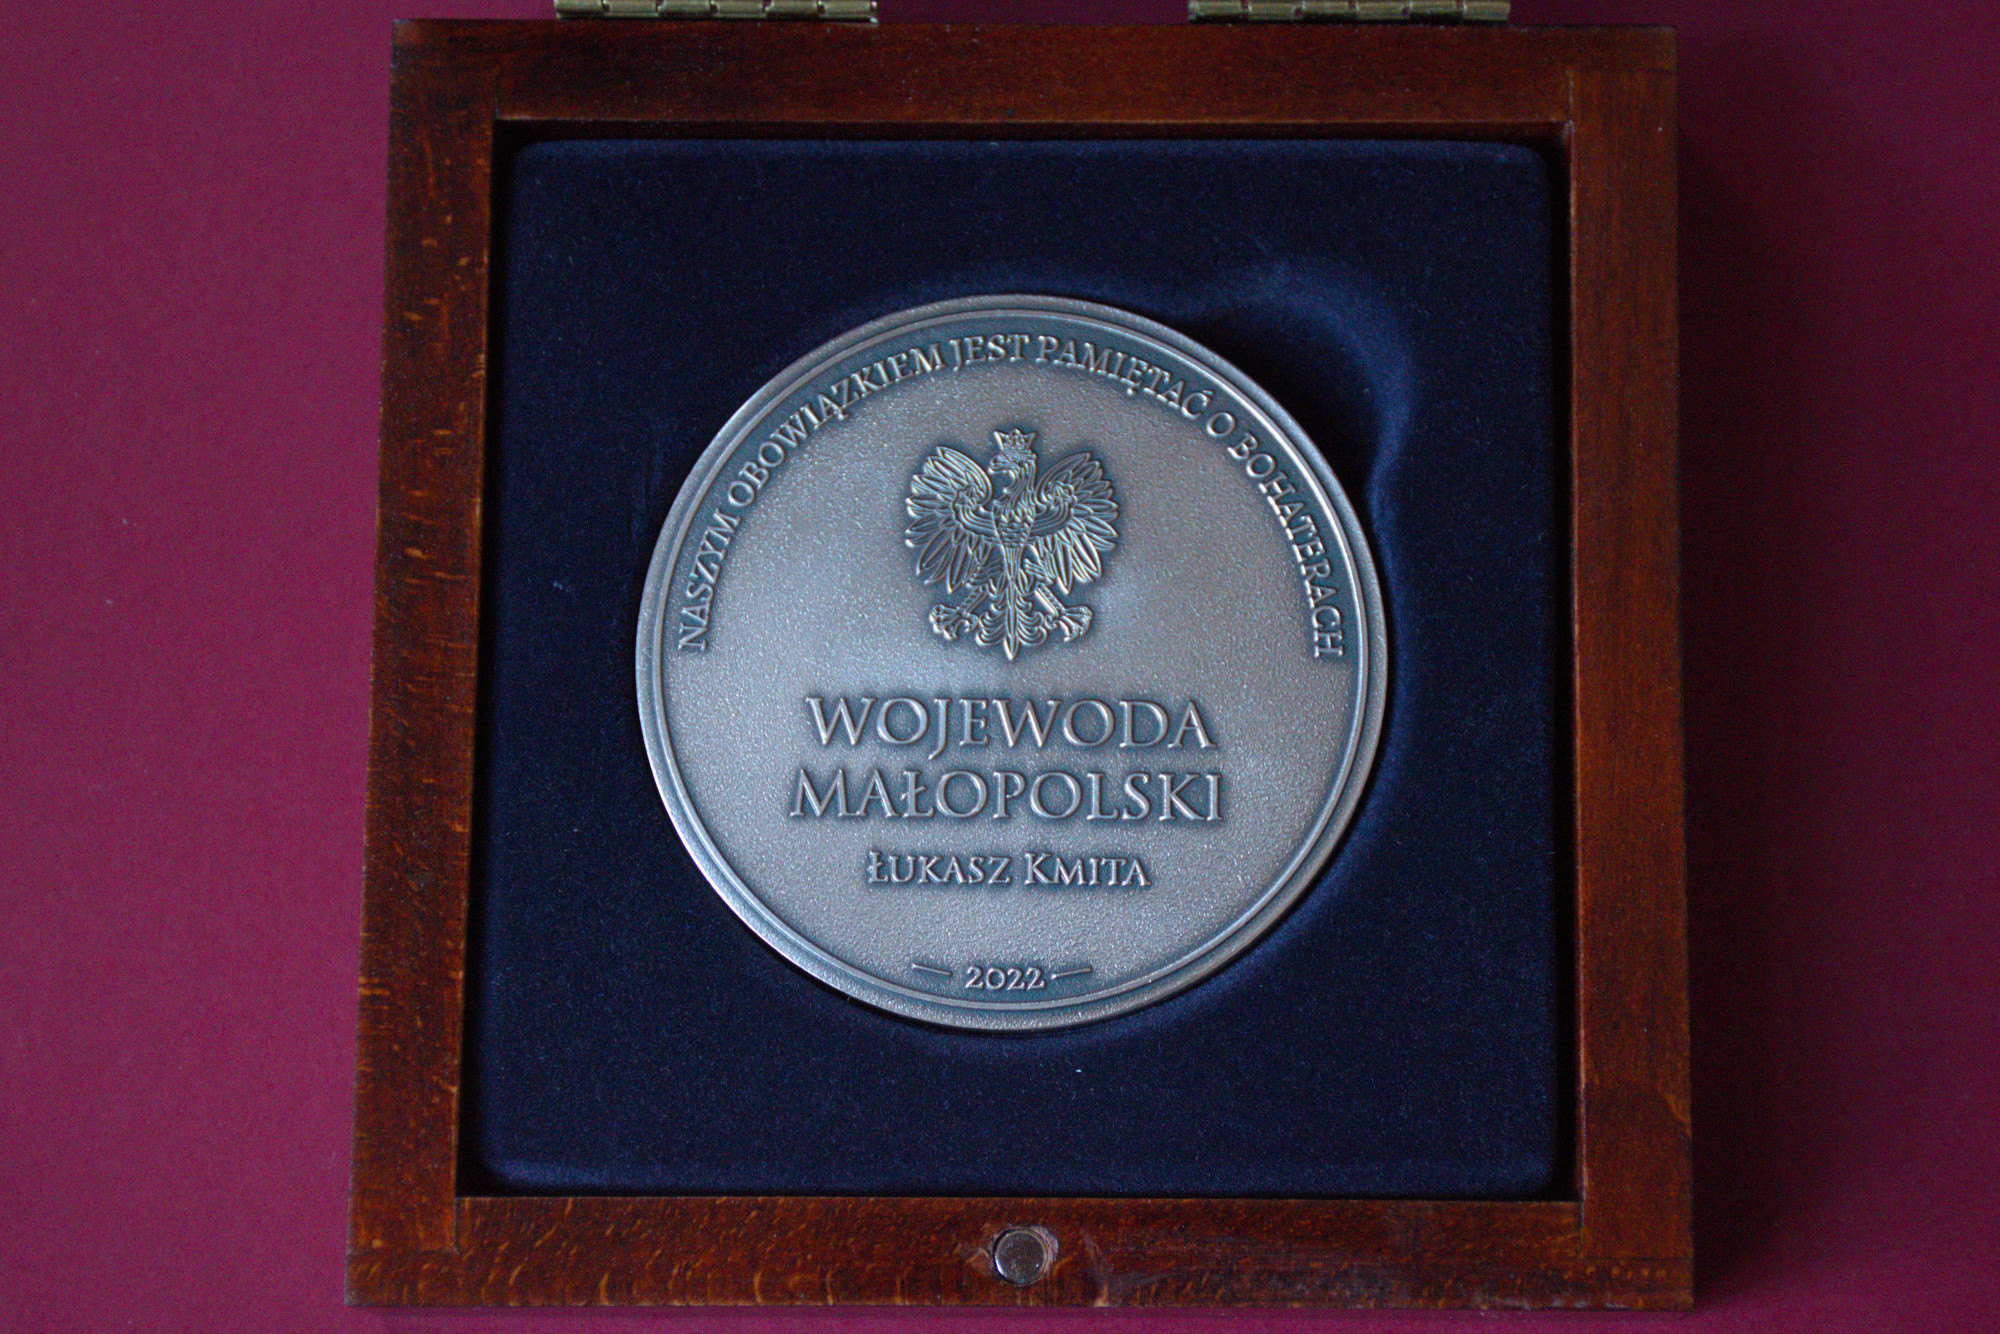 NASZYM OBOWIĄZKIEM JEST PAMIĘTAĆ O BOHATERACH
WOJEWODA
MAŁOPOLSKI
ŁUKASZ KMITA
— 2022 —